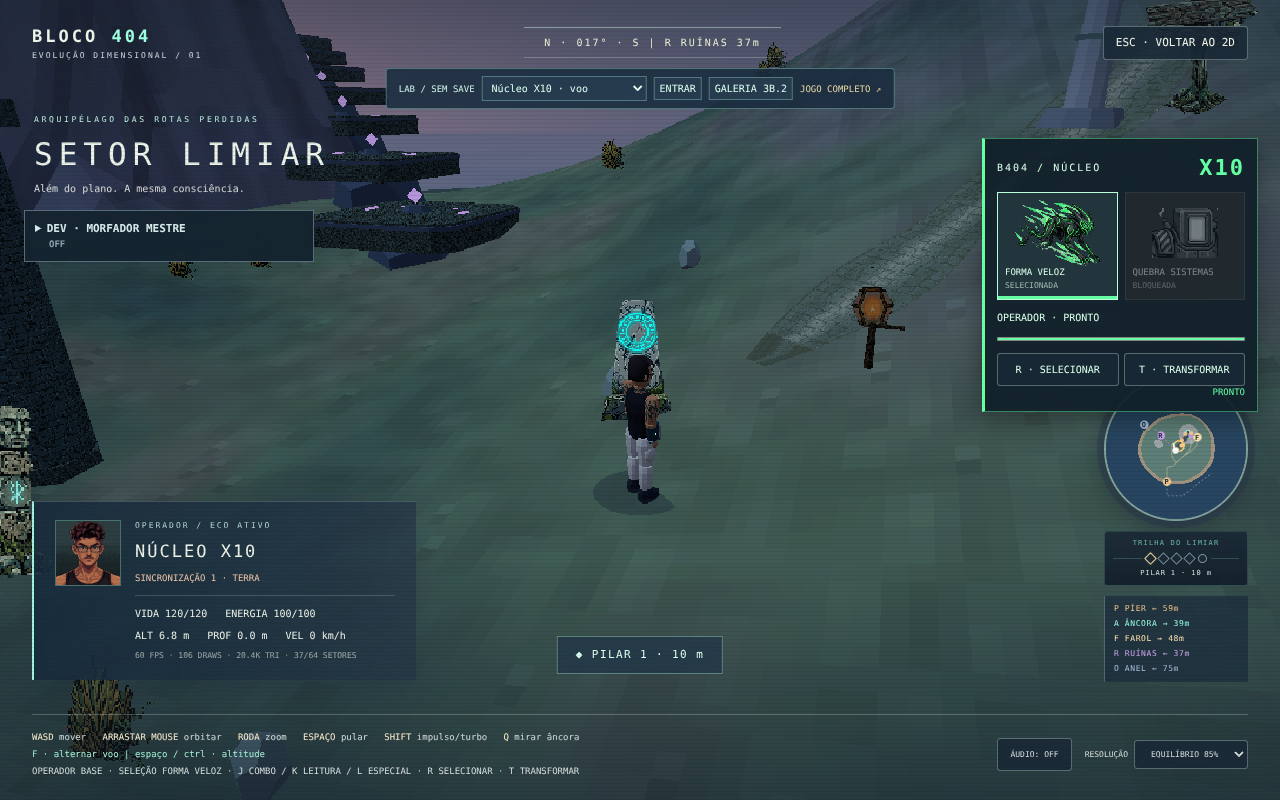 BLOCO 404
EVOLUÇÃO DIMENSIONAL / 01
N · 017° · S | R RUÍNAS 37m
ESC · VOLTAR AO 2D
LAB / SEM SAVE
Núcleo X10 · voo
ENTRAR
GALERIA 3B.2
JOGO COMPLETO ↗
ARQUIPÉLAGO DAS ROTAS PERDIDAS
SETOR LIMIAR
Além do plano. A mesma consciência.
▶ DEV · MORFADOR MESTRE
OFF
B404 / NÚCLEO
X10
FORMA VELOZ
SELECIONADA
QUEBRA SISTEMAS
BLOQUEADA
OPERADOR · PRONTO
R · SELECIONAR
T · TRANSFORMAR
PRONTO
O
R
F
P
TRILHA DO LIMIAR
PILAR 1 · 10 m
P PÍER ← 59m
A ÂNCORA → 39m
F FAROL → 48m
R RUÍNAS ← 37m
O ANEL ← 75m
OPERADOR / ECO ATIVO
NÚCLEO X10
SINCRONIZAÇÃO 1 · TERRA
VIDA 120/120 ENERGIA 100/100
ALT 6.8 m PROF 0.0 m VEL 0 km/h
60 FPS · 106 DRAWS · 20.4K TRI · 37/64 SETORES
◆ PILAR 1 · 10 m
WASD mover ARRASTAR MOUSE orbitar RODA zoom ESPAÇO pular SHIFT impulso/turbo Q mirar âncora
F · alternar voo | espaço / ctrl · altitude
OPERADOR BASE · SELEÇÃO FORMA VELOZ · J COMBO / K LEITURA / L ESPECIAL · R SELECIONAR · T TRANSFORMAR
ÁUDIO: OFF
RESOLUÇÃO
EQUILÍBRIO 85%